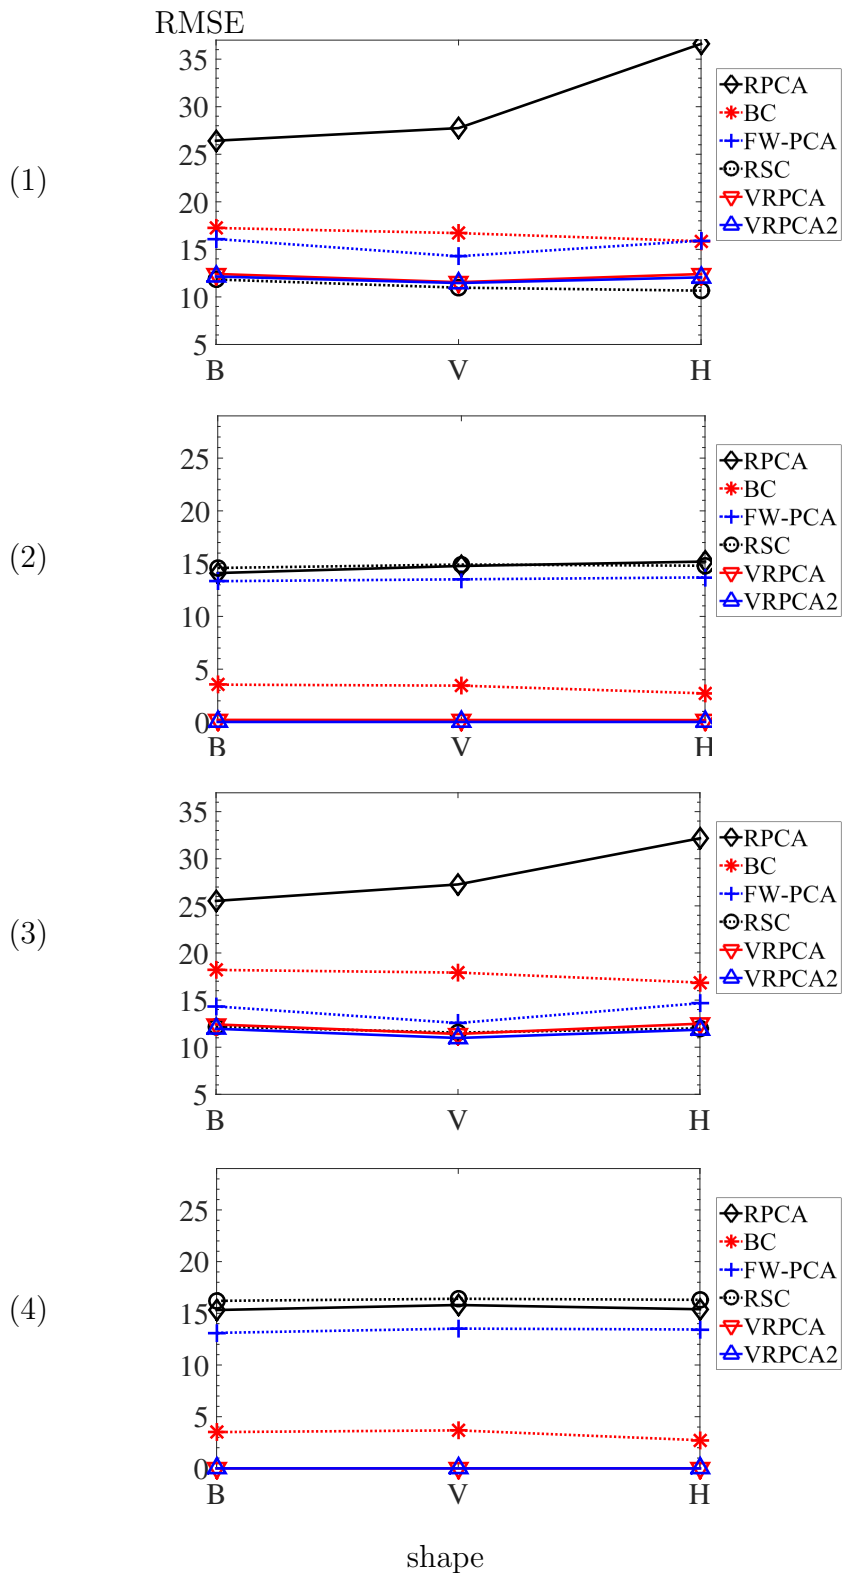 RMSE
(1)
35
30
25
20
15
10
5
B V H
RPCA
BC
FW-PCA
RSC
VRPCA
VRPCA2
(2)
25
20
15
10
5
0
B V H
RPCA
BC
FW-PCA
RSC
VRPCA
VRPCA2
(3)
35
30
25
20
15
10
5
B V H
RPCA
BC
FW-PCA
RSC
VRPCA
VRPCA2
(4)
25
20
15
10
5
0
B V H
RPCA
BC
FW-PCA
RSC
VRPCA
VRPCA2
shape